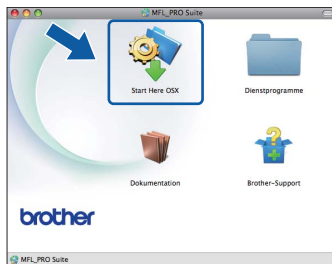 MFL_PRO Suite
Start Here OSX
Dienstprogramme
Dokumentation
Brother-Support
brother
MFL_PRO Suite